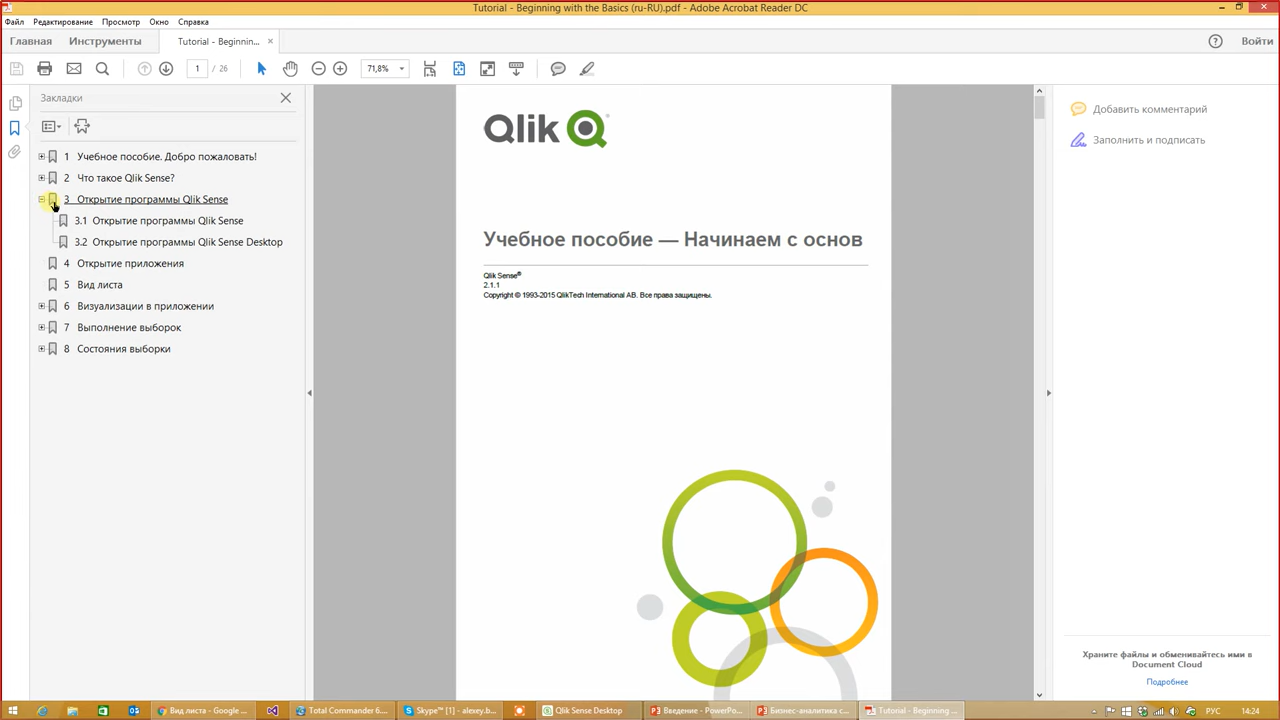 Tutorial - Beginning with the Basics (ru-RU).pdf - Adobe Acrobat Reader DC
Файл Редактирование Просмотр Окно Справка
Главная Инструменты Tutorial - Beginnin... × Войти
1 / 26 71,8%
Закладки
1 Учебное пособие. Добро пожаловать!
2 Что такое Qlik Sense?
3 Открытие программы Qlik Sense
3.1 Открытие программы Qlik Sense
3.2 Открытие программы Qlik Sense Desktop
4 Открытие приложения
5 Вид листа
6 Визуализации в приложении
7 Выполнение выборок
8 Состояния выборки
Qlik
Учебное пособие — Начинаем с основ
Qlik Sense®
2.1.1
Copyright © 1993-2015 QlikTech International AB. Все права защищены.
Добавить комментарий
Заполнить и подписать
Храните файлы и обменивайтесь ими в
Document Cloud
Подробнее
Вид листа - Google ... Total Commander 6.... Skype™ [1] - alexey.b... Qlik Sense Desktop Введение - PowerPo... Бизнес-аналитика с... Tutorial - Beginning ... РУС 14:24